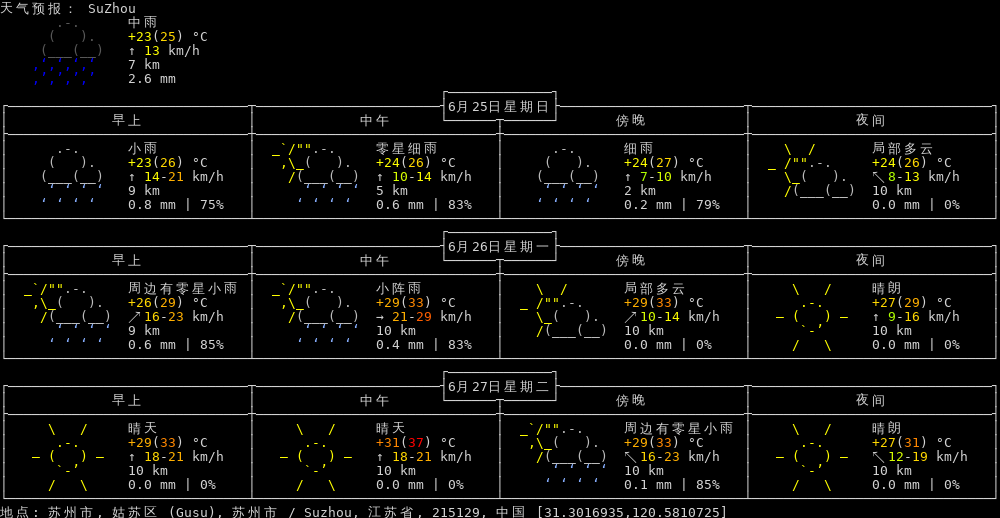 天气预报: SuZhou
中雨
+23(25) °C
↑ 13 km/h
7 km
2.6 mm
6月25日星期日
早上 中午 傍晚 夜间
小雨 零星细雨 细雨 局部多云
+23(26) °C +24(26) °C +24(27) °C +24(26) °C
↑ 14-21 km/h ↑ 10-14 km/h ↑ 7-10 km/h ↖ 8-13 km/h
9 km 5 km 2 km 10 km
0.8 mm | 75% 0.6 mm | 83% 0.2 mm | 79% 0.0 mm | 0%
6月26日星期一
早上 中午 傍晚 夜间
周边有零星小雨 小阵雨 局部多云 晴朗
+26(29) °C +29(33) °C +29(33) °C +27(29) °C
↗ 16-23 km/h → 21-29 km/h ↗ 10-14 km/h ↑ 9-16 km/h
9 km 10 km 10 km 10 km
0.6 mm | 85% 0.4 mm | 83% 0.0 mm | 0% 0.0 mm | 0%
6月27日星期二
早上 中午 傍晚 夜间
晴天 晴天 周边有零星小雨 晴朗
+29(33) °C +31(37) °C +29(33) °C +27(31) °C
↑ 18-21 km/h ↑ 18-21 km/h ↖ 16-23 km/h ↖ 12-19 km/h
10 km 10 km 10 km 10 km
0.0 mm | 0% 0.0 mm | 0% 0.1 mm | 85% 0.0 mm | 0%
地点: 苏州市, 姑苏区 (Gusu), 苏州市 / Suzhou, 江苏省, 215129, 中国 [31.3016935,120.5810725]